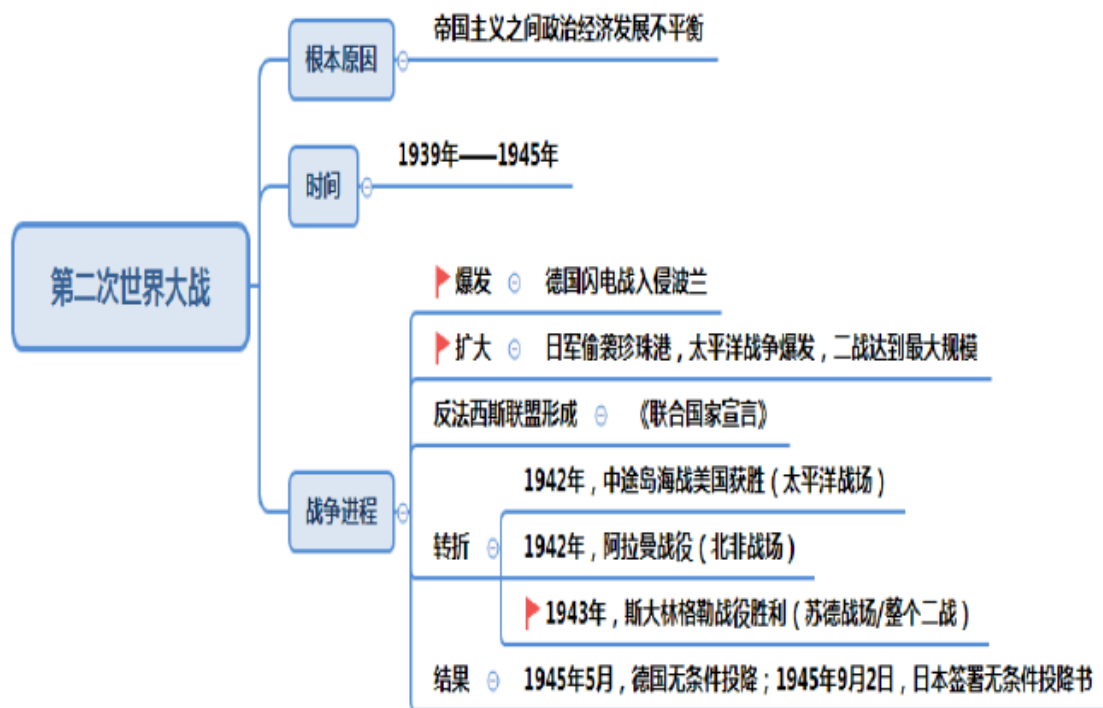 帝国主义之间政治经济发展不平衡
根本原因
1939年——1945年
时间
第二次世界大战
爆发 德国闪电战入侵波兰
扩大 日军偷袭珍珠港，太平洋战争爆发，二战达到最大规模
反法西斯联盟形成 《联合国家宣言》
战争进程
1942年，中途岛海战美国获胜（太平洋战场）
转折 1942年，阿拉曼战役（北非战场）
1943年，斯大林格勒战役胜利（苏德战场/整个二战）
结果 1945年5月，德国无条件投降；1945年9月2日，日本签署无条件投降书